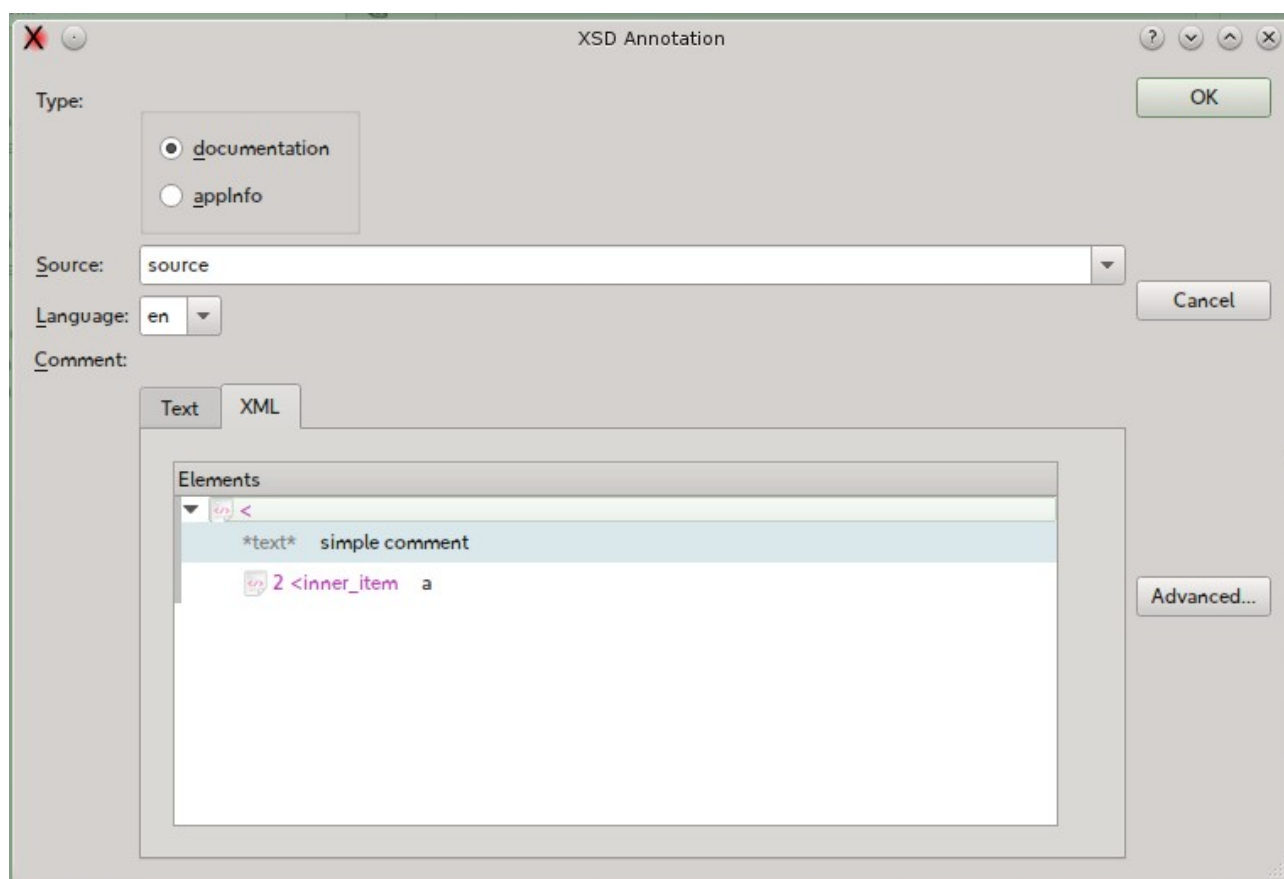 XSD Annotation
Type:
OK
documentation
appInfo
Source: source
Cancel
Language: en
Comment:
Text XML
Elements
<
*text* simple comment
2 <inner_item a
Advanced...